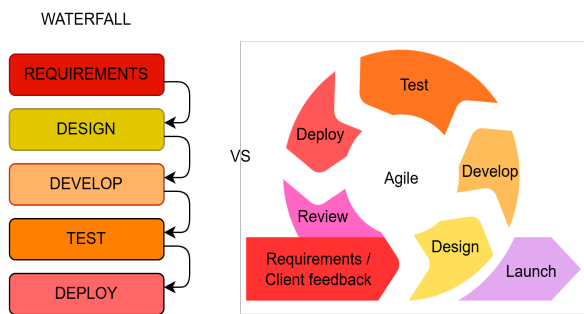 WATERFALL
REQUIREMENTS
DESIGN
DEVELOP
TEST
DEPLOY
VS
Test
Deploy
Develop
Agile
Review
Design
Requirements /
Client feedback
Launch